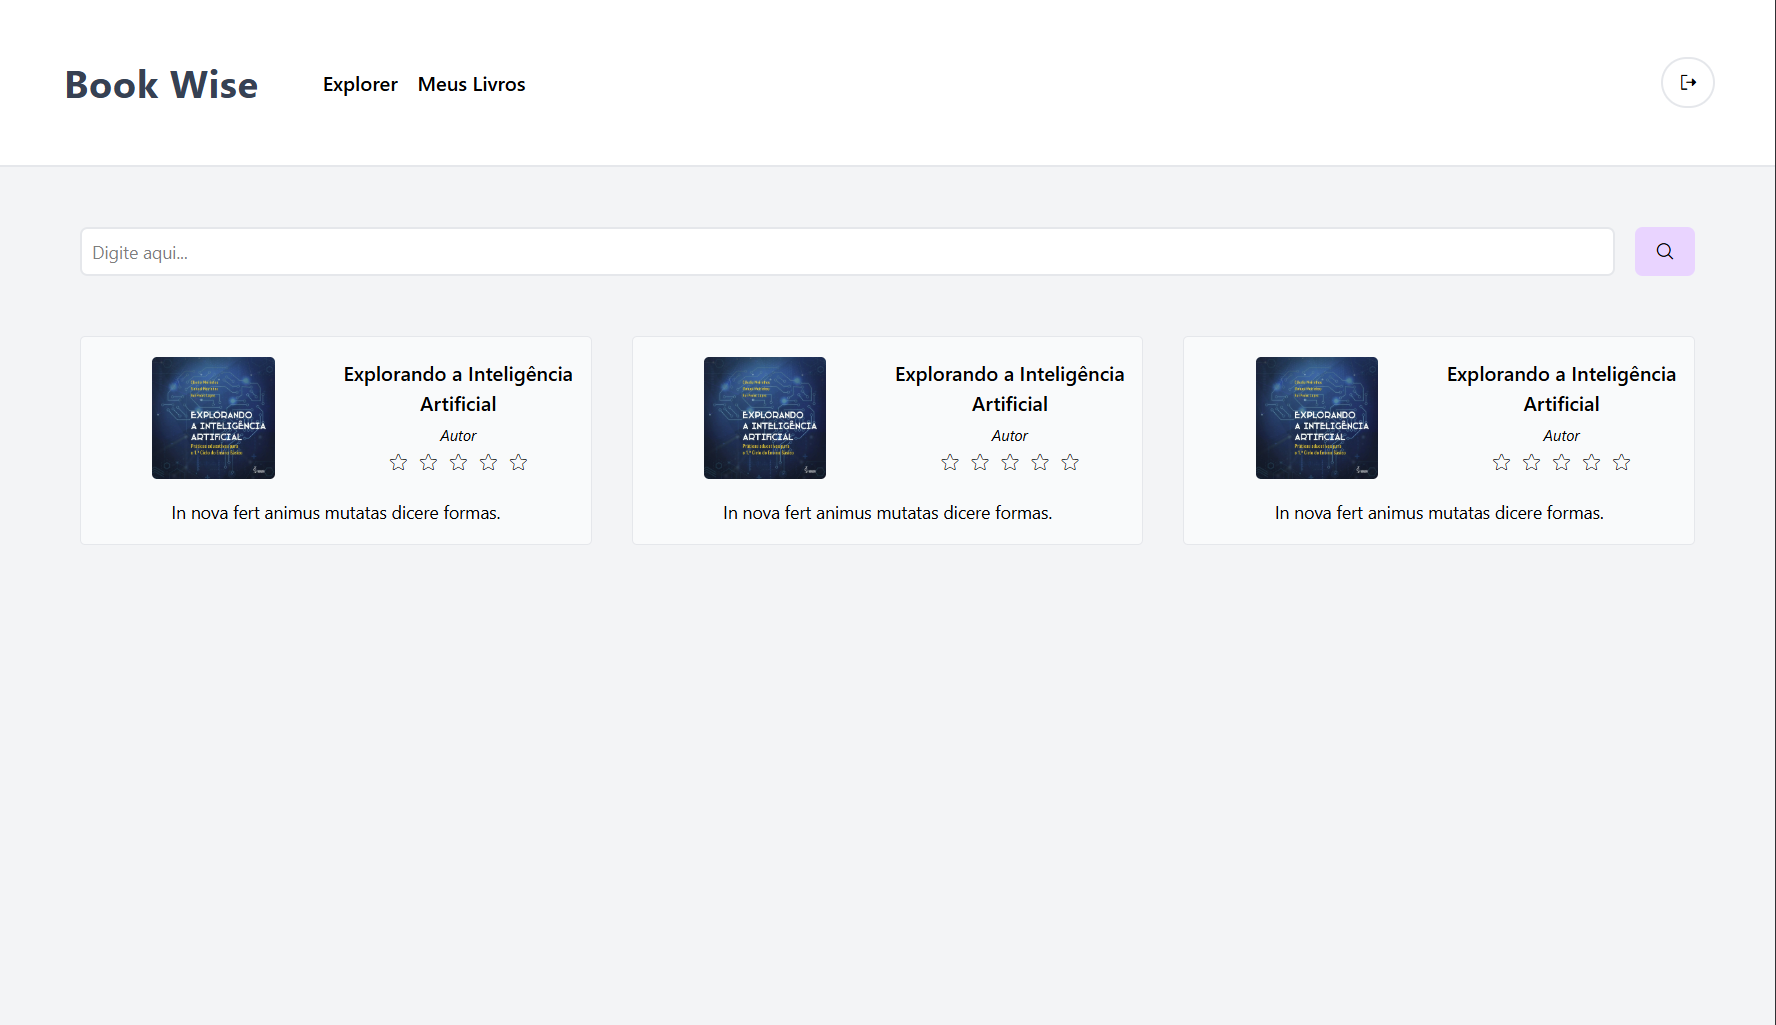 Book Wise
Explorer Meus Livros
Digite aqui...
EXPLORANDO
A INTELIGÊNCIA
ARTIFICIAL
Explorando a Inteligência
Artificial
Autor
In nova fert animus mutatas dicere formas.
EXPLORANDO
A INTELIGÊNCIA
ARTIFICIAL
Explorando a Inteligência
Artificial
Autor
In nova fert animus mutatas dicere formas.
EXPLORANDO
A INTELIGÊNCIA
ARTIFICIAL
Explorando a Inteligência
Artificial
Autor
In nova fert animus mutatas dicere formas.